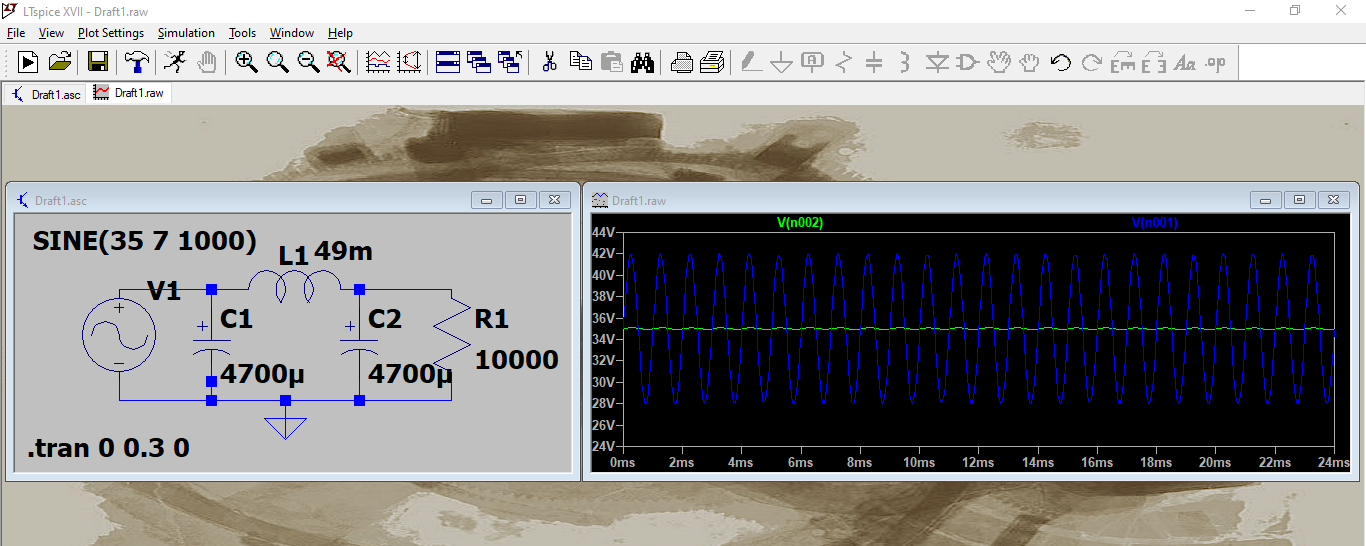 LTspice XVII - Draft1.raw
File View Plot Settings Simulation Tools Window Help
Draft1.asc Draft1.raw
Draft1.asc
SINE(35 7 1000)
L1 49m
V1
C1 C2 R1
4700µ 4700µ 10000
.tran 0 0.3 0
Draft1.raw
V(n002) V(n001)
44V
42V
40V
38V
36V
34V
32V
30V
28V
26V
24V
0ms 2ms 4ms 6ms 8ms 10ms 12ms 14ms 16ms 18ms 20ms 22ms 24ms